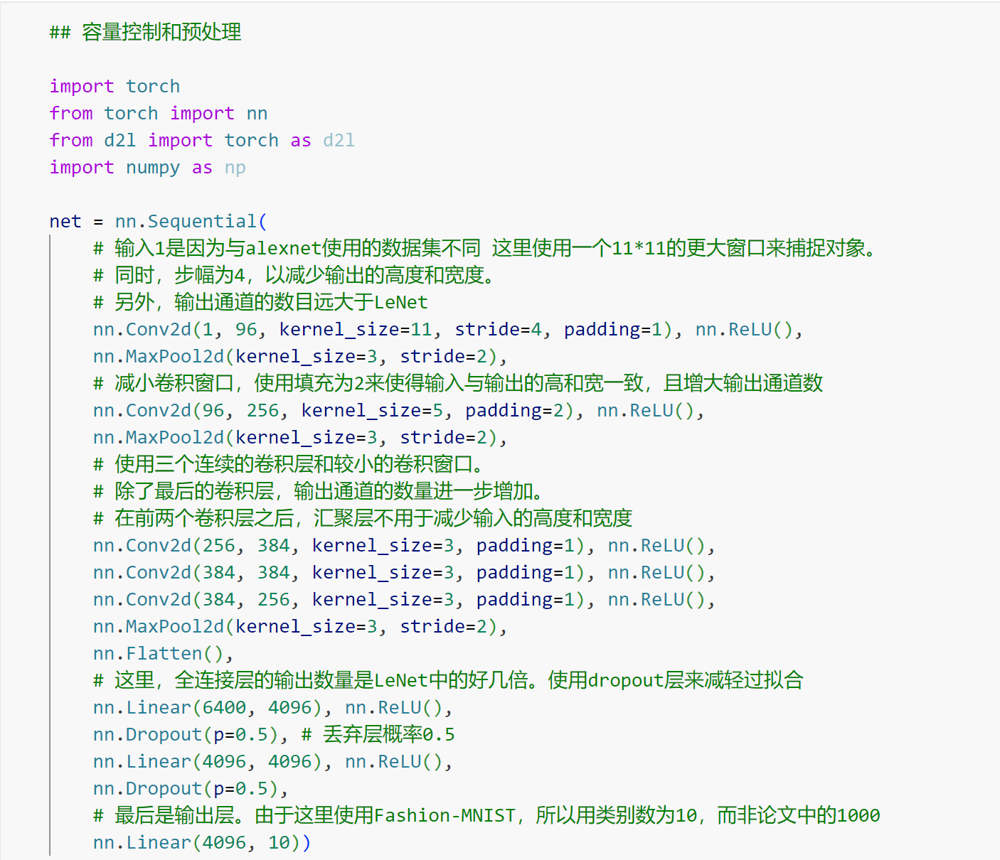 ## 容量控制和预处理
import torch
from torch import nn
from d2l import torch as d2l
import numpy as np
net = nn.Sequential(
# 输入1是因为与alexnet使用的数据集不同 这里使用一个11*11的更大窗口来捕捉对象。
# 同时，步幅为4，以减少输出的高度和宽度。
# 另外，输出通道的数目远大于LeNet
nn.Conv2d(1, 96, kernel_size=11, stride=4, padding=1), nn.ReLU(),
nn.MaxPool2d(kernel_size=3, stride=2),
# 减小卷积窗口，使用填充为2来使得输入与输出的高和宽一致，且增大输出通道数
nn.Conv2d(96, 256, kernel_size=5, padding=2), nn.ReLU(),
nn.MaxPool2d(kernel_size=3, stride=2),
# 使用三个连续的卷积层和较小的卷积窗口。
# 除了最后的卷积层，输出通道的数量进一步增加。
# 在前两个卷积层之后，汇聚层不用于减少输入的高度和宽度
nn.Conv2d(256, 384, kernel_size=3, padding=1), nn.ReLU(),
nn.Conv2d(384, 384, kernel_size=3, padding=1), nn.ReLU(),
nn.Conv2d(384, 256, kernel_size=3, padding=1), nn.ReLU(),
nn.MaxPool2d(kernel_size=3, stride=2),
nn.Flatten(),
# 这里，全连接层的输出数量是LeNet中的好几倍。使用dropout层来减轻过拟合
nn.Linear(6400, 4096), nn.ReLU(),
nn.Dropout(p=0.5), # 丢弃层概率0.5
nn.Linear(4096, 4096), nn.ReLU(),
nn.Dropout(p=0.5),
# 最后是输出层。由于这里使用Fashion-MNIST，所以用类别数为10，而非论文中的1000
nn.Linear(4096, 10))